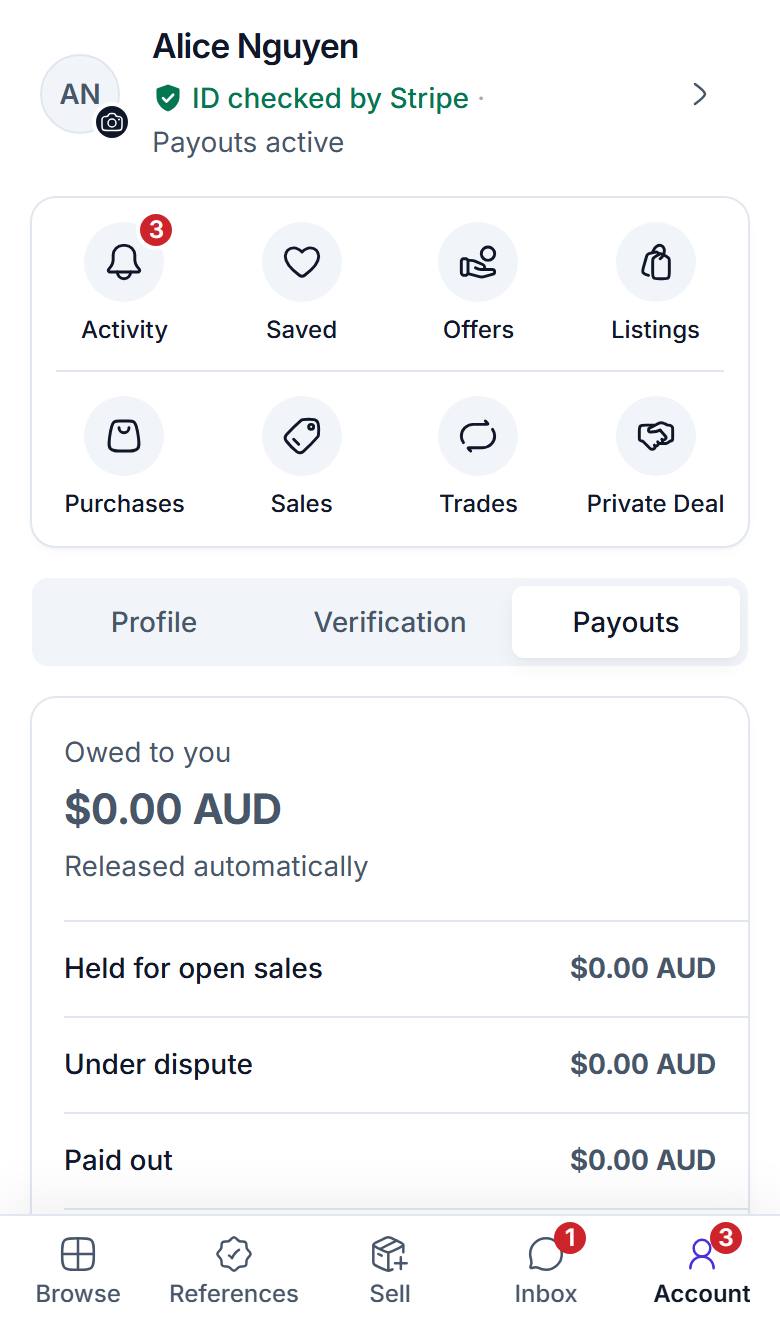 Alice Nguyen
AN
ID checked by Stripe ·
Payouts active
3
Activity
Saved
Offers
Listings
Purchases
Sales
Trades
Private Deal
Profile
Verification
Payouts
Owed to you
$0.00 AUD
Released automatically
Held for open sales $0.00 AUD
Under dispute $0.00 AUD
Paid out $0.00 AUD
1
3
Browse
References
Sell
Inbox
Account